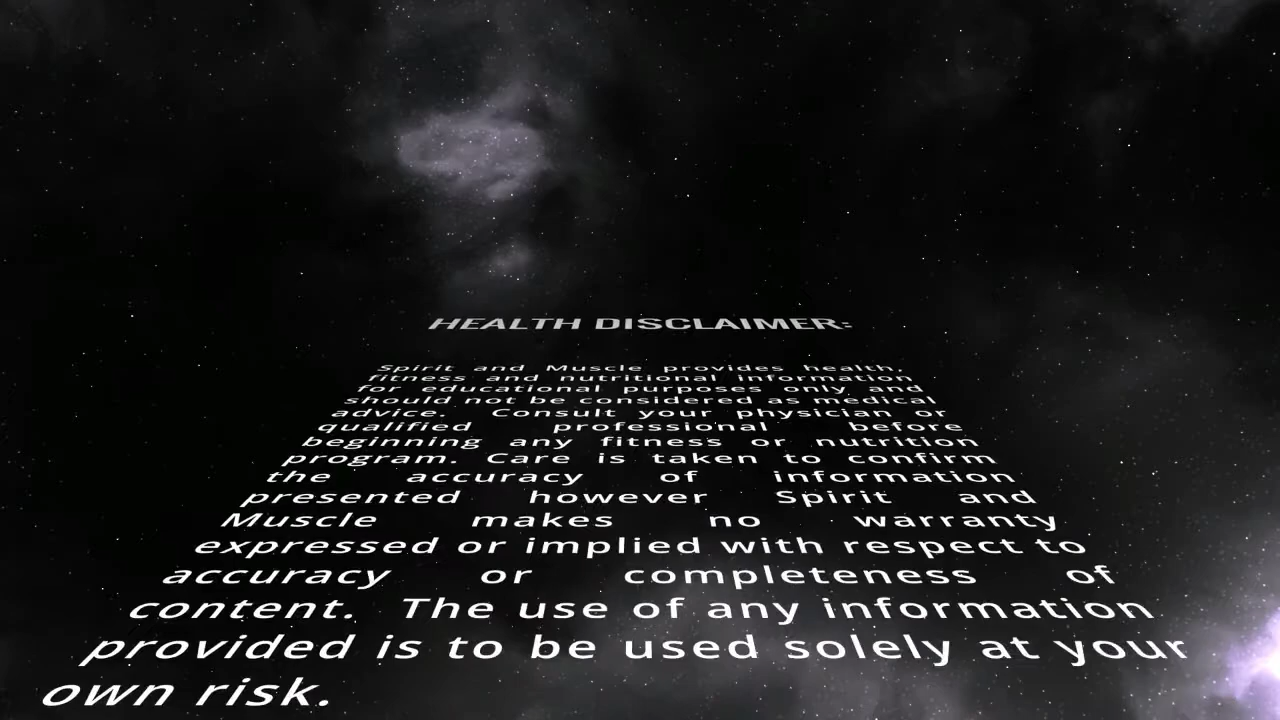 HEALTH DISCLAIMER:
Spirit and Muscle provides health,
fitness and nutritional information
for educational purposes only and
should not be considered as medical
advice. Consult your physician or
qualified professional before
beginning any fitness or nutrition
program. Care is taken to confirm
the accuracy of information
presented however Spirit and
Muscle makes no warranty
expressed or implied with respect to
accuracy or completeness of
content. The use of any information
provided is to be used solely at your
own risk.